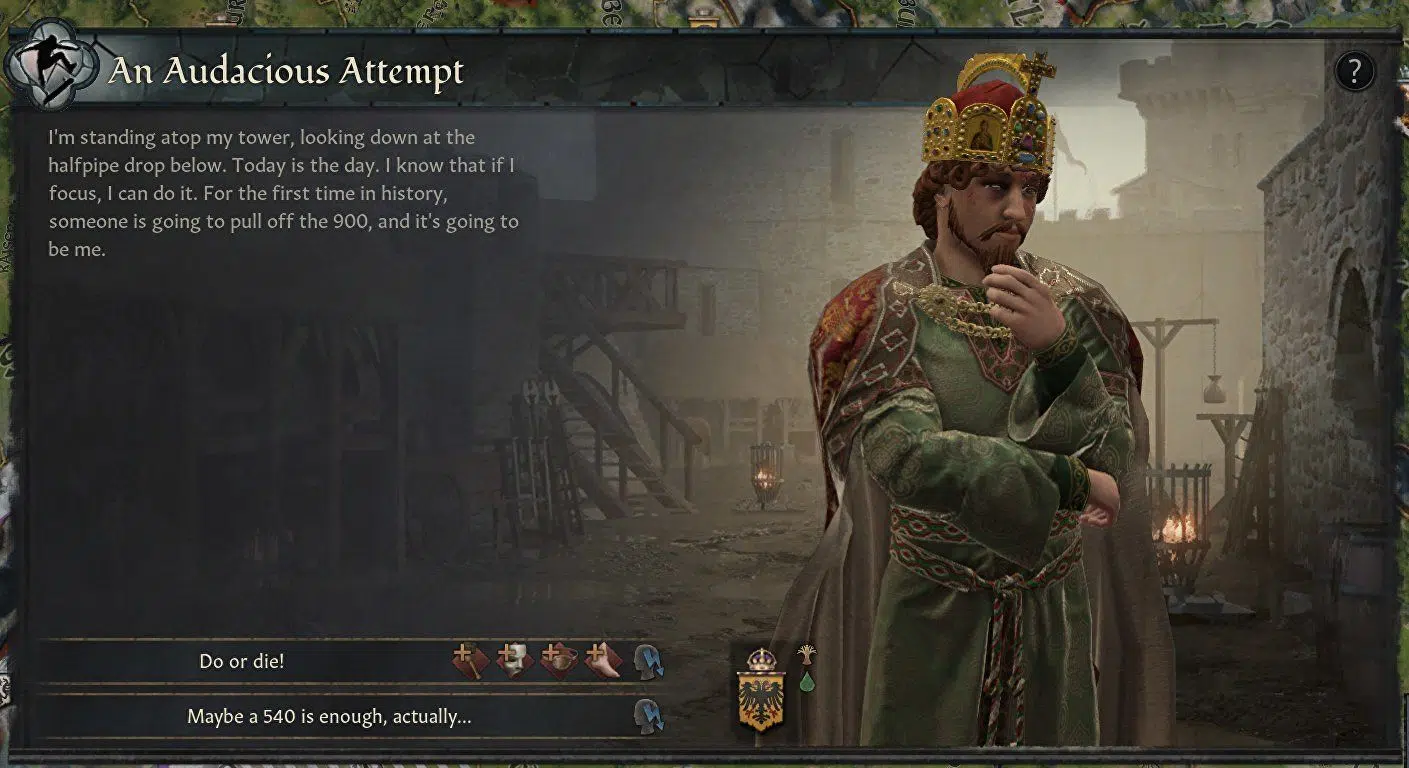 An Audacious Attempt
?
I'm standing atop my tower, looking down at the
halfpipe drop below. Today is the day. I know that if I
focus, I can do it. For the first time in history,
someone is going to pull off the 900, and it's going to
be me.
Do or die!
Maybe a 540 is enough, actually...